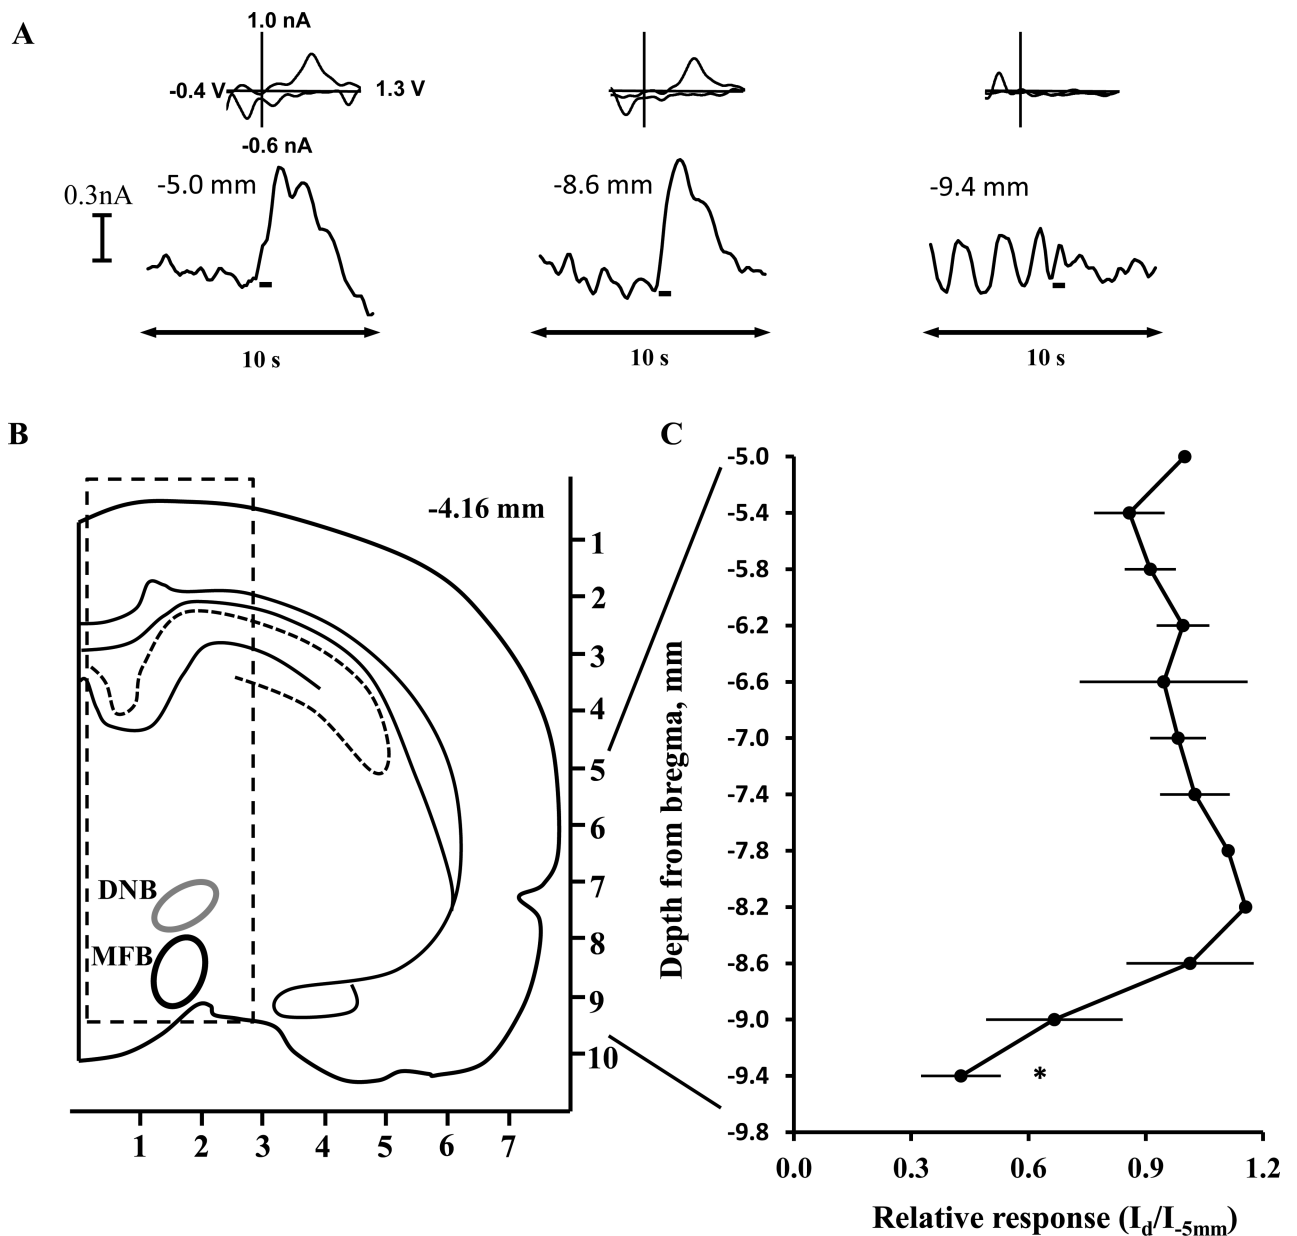 A
1.0 nA
-0.4 V
1.3 V
-0.6 nA
0.3nA
-5.0 mm
-8.6 mm
-9.4 mm
10 s
10 s
10 s
B
-4.16 mm
1
2
3
4
5
6
7
8
9
10
DNB
MFB
1 2 3 4 5 6 7
C
Depth from bregma, mm
-5.0
-5.4
-5.8
-6.2
-6.6
-7.0
-7.4
-7.8
-8.2
-8.6
-9.0
-9.4
*
-9.8
0.0 0.3 0.6 0.9 1.2
Relative response (Id/I-5mm)